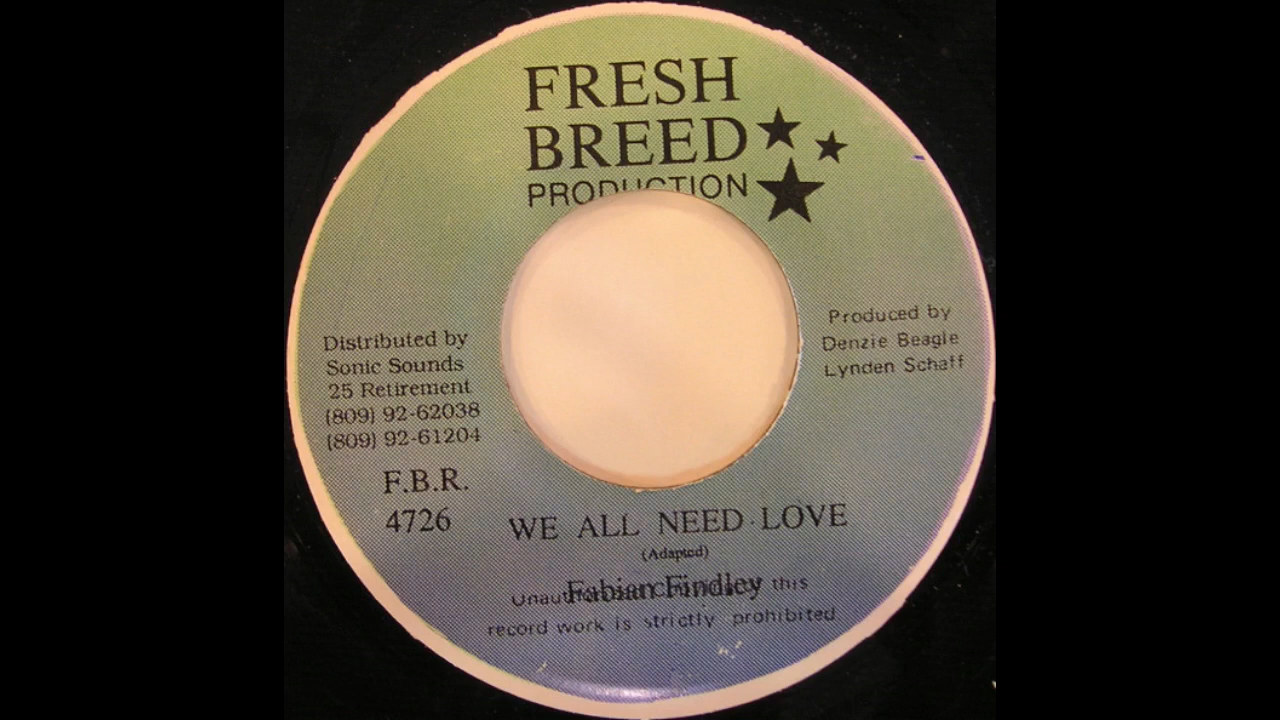 FRESH
BREED
PRODUCTION
Produced by
Denzie Beagle
Lynden Schaff
Distributed by
Sonic Sounds
25 Retirement
(809) 92-62038
(809) 92-61204
F.B.R.
4726
WE ALL NEED LOVE
(Adapted)
Fabian Findley
this
record work is strictly prohibited